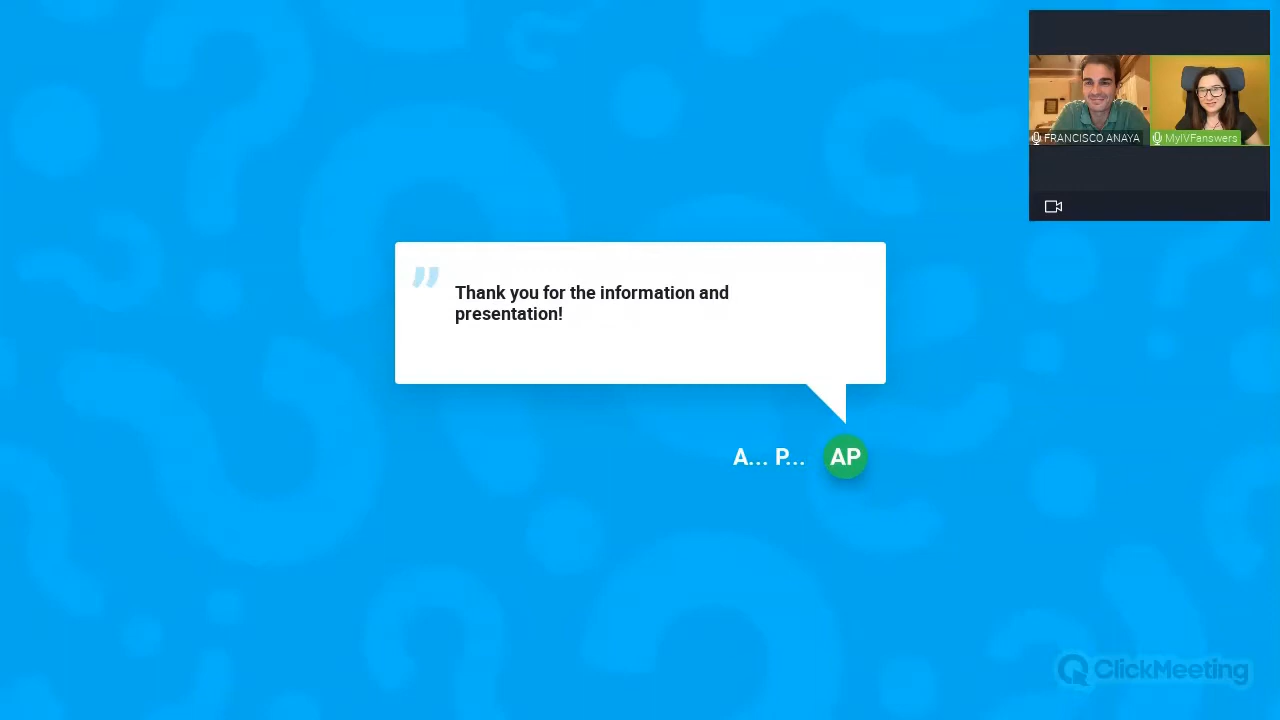 FRANCISCO ANAYA
MyIVFanswers
Thank you for the information and
presentation!
A... P... AP
ClickMeeting